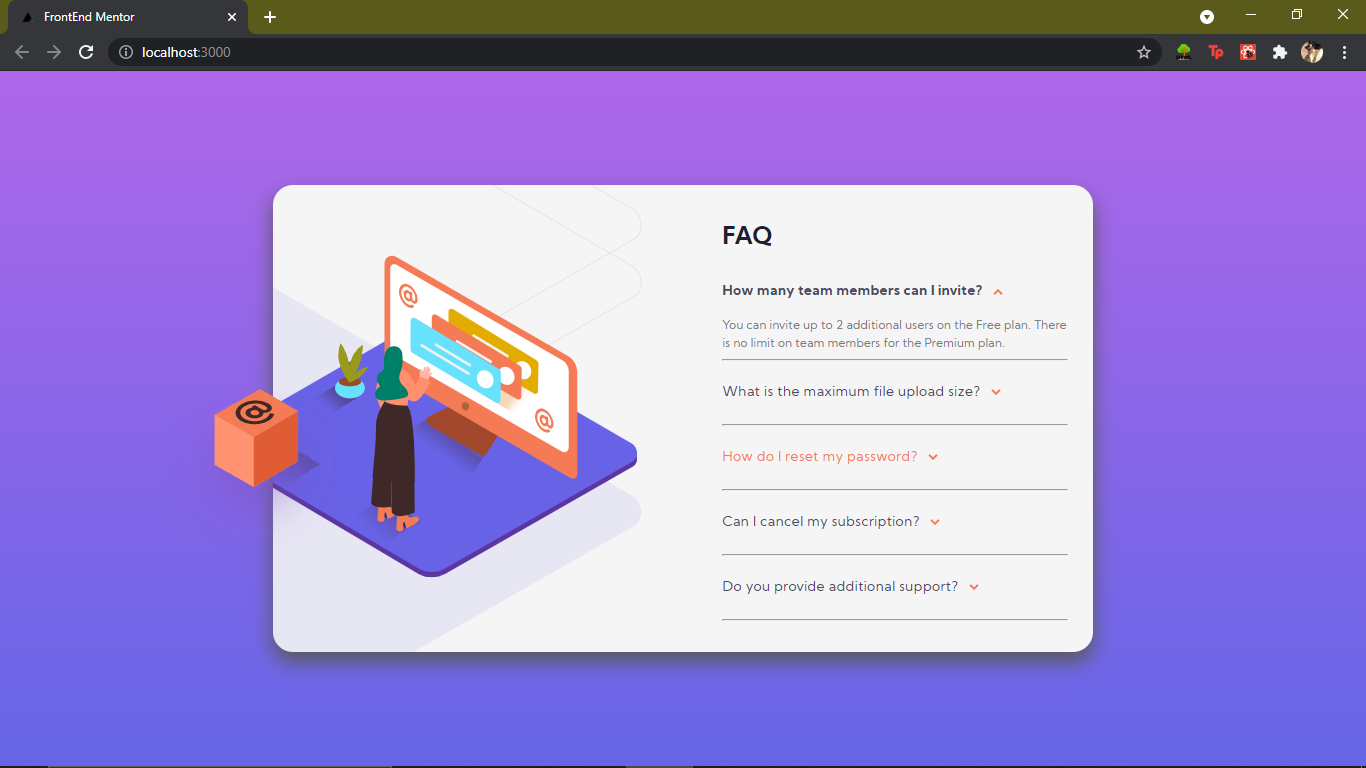 FrontEnd Mentor
localhost:3000
Tp
FAQ
How many team members can I invite?
You can invite up to 2 additional users on the Free plan. There
is no limit on team members for the Premium plan.
What is the maximum file upload size?
How do I reset my password?
Can I cancel my subscription?
Do you provide additional support?
@
@
@